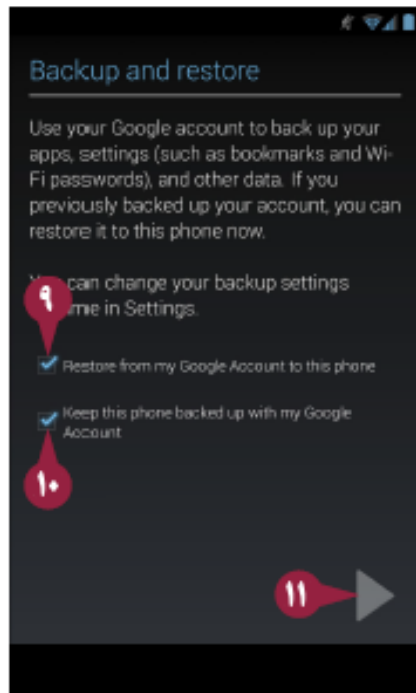 Backup and restore
Use your Google account to back up your
apps, settings (such as bookmarks and Wi-
Fi passwords), and other data. If you
previously backed up your account, you can
restore it to this phone now.
can change your backup settings
in Settings.
۹
Restore from my Google Account to this phone
Keep this phone backed up with my Google
Account
۱۰
۱۱